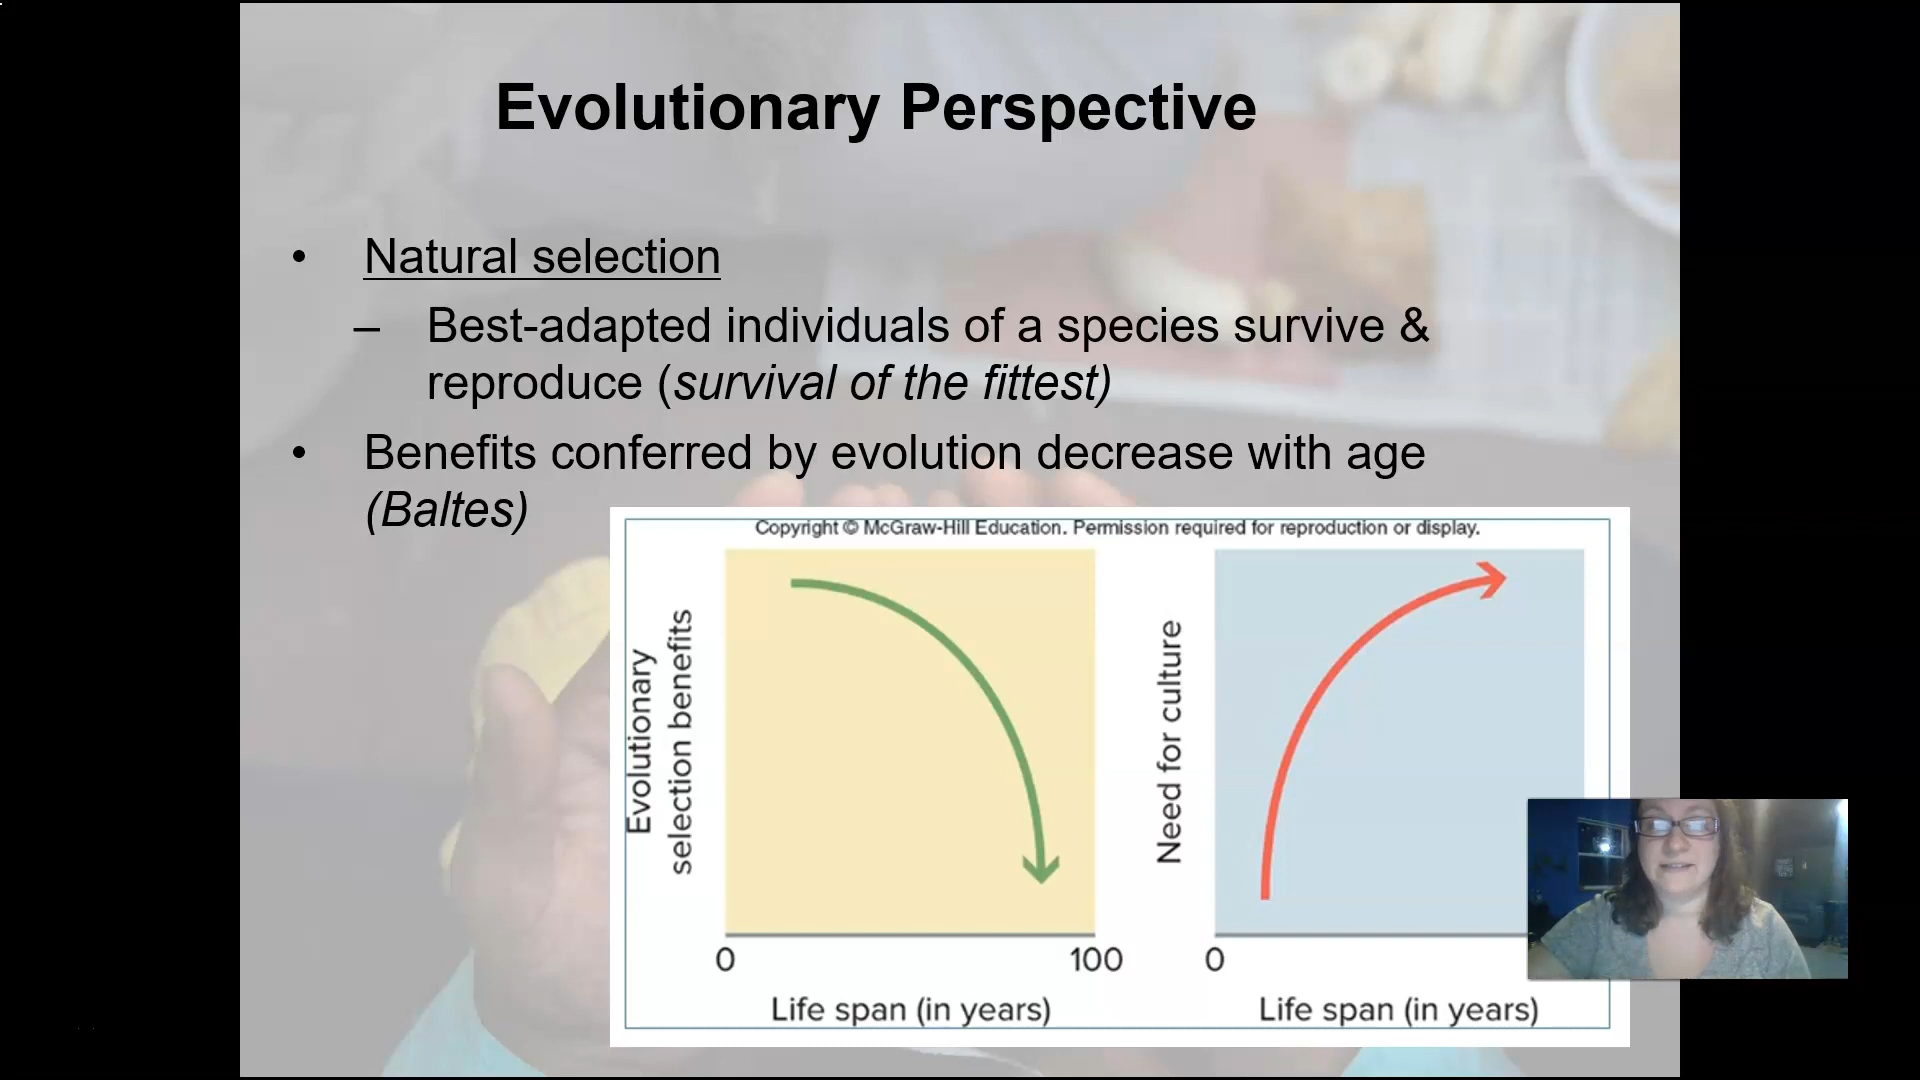 Evolutionary Perspective
• Natural selection
– Best-adapted individuals of a species survive &
reproduce (survival of the fittest)
• Benefits conferred by evolution decrease with age
(Baltes)
Copyright © McGraw-Hill Education. Permission required for reproduction or display.
Evolutionary
selection benefits
0
100
Life span (in years)
Need for culture
0
Life span (in years)